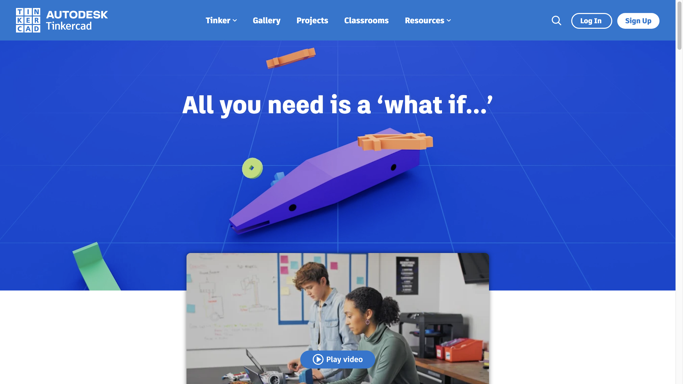 TIN
KER
CAD
AUTODESK
Tinkercad
Tinker
Gallery
Projects
Classrooms
Resources
Log In
Sign Up
All you need is a ‘what if...’
Play video